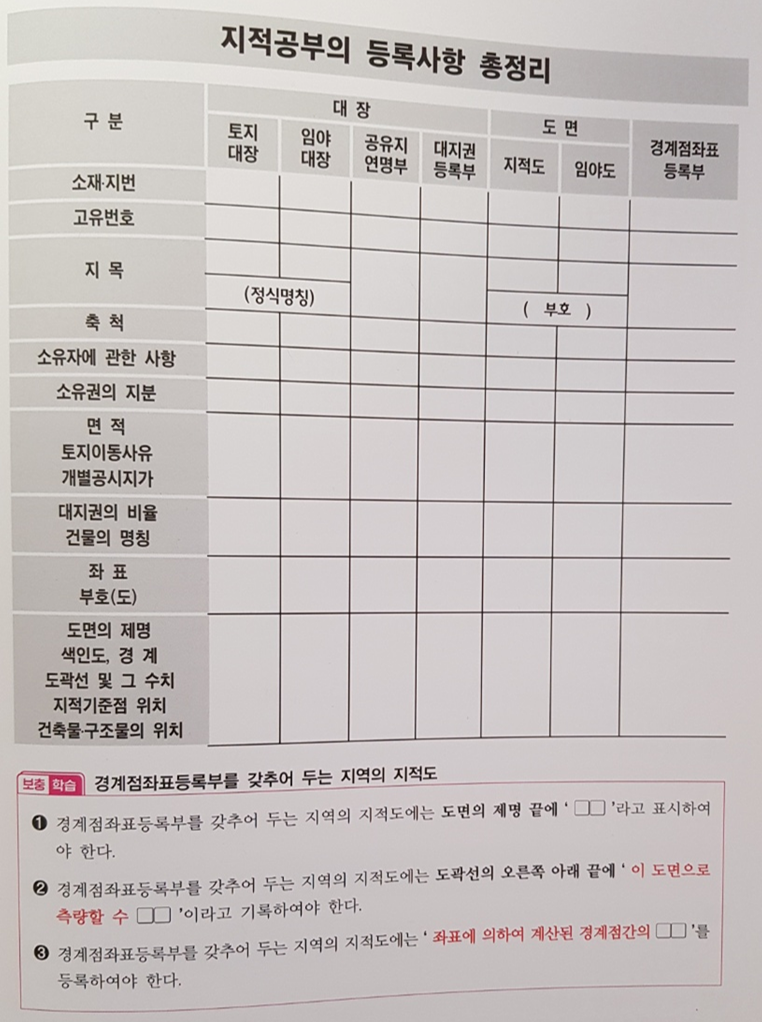 지적공부의 등록사항 총정리
구 분
대 장
도 면
경계점좌표
등록부
토지
대장
임야
대장
공유지
연명부
대지권
등록부
지적도
임야도
소재·지번
고유번호
지 목
(정식명칭)
( 부호 )
축 척
소유자에 관한 사항
소유권의 지분
면 적
토지이동사유
개별공시지가
대지권의 비율
건물의 명칭
좌 표
부호(도)
도면의 제명
색인도, 경 계
도곽선 및 그 수치
지적기준점 위치
건축물·구조물의 위치
보충 학습 경계점좌표등록부를 갖추어 두는 지역의 지적도
❶ 경계점좌표등록부를 갖추어 두는 지역의 지적도에는 도면의 제명 끝에 ‘ □□ ’라고 표시하여
야 한다.
❷ 경계점좌표등록부를 갖추어 두는 지역의 지적도에는 도곽선의 오른쪽 아래 끝에 ‘ 이 도면으로
측량할 수 □□ ’이라고 기록하여야 한다.
❸ 경계점좌표등록부를 갖추어 두는 지역의 지적도에는 ‘ 좌표에 의하여 계산된 경계점간의 □□ ’를
등록하여야 한다.